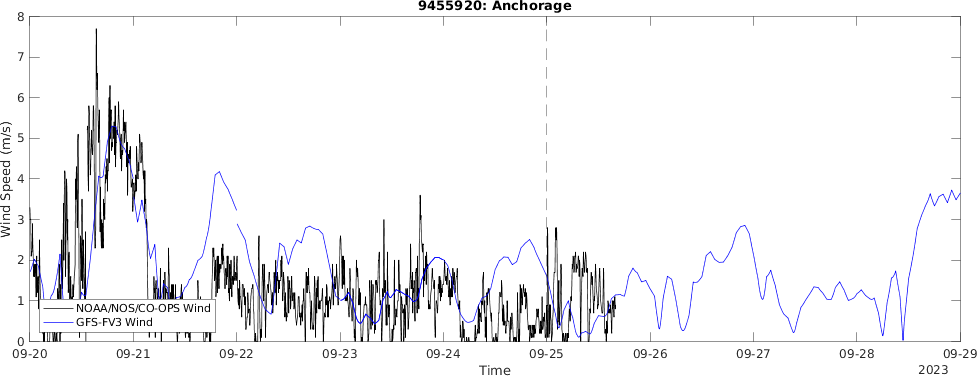 9455920: Anchorage
8
7
6
5
4
3
2
1
0
Wind Speed (m/s)
NOAA/NOS/CO-OPS Wind
GFS-FV3 Wind
09-20 09-21 09-22 09-23 09-24 09-25 09-26 09-27 09-28 09-29
Time
2023